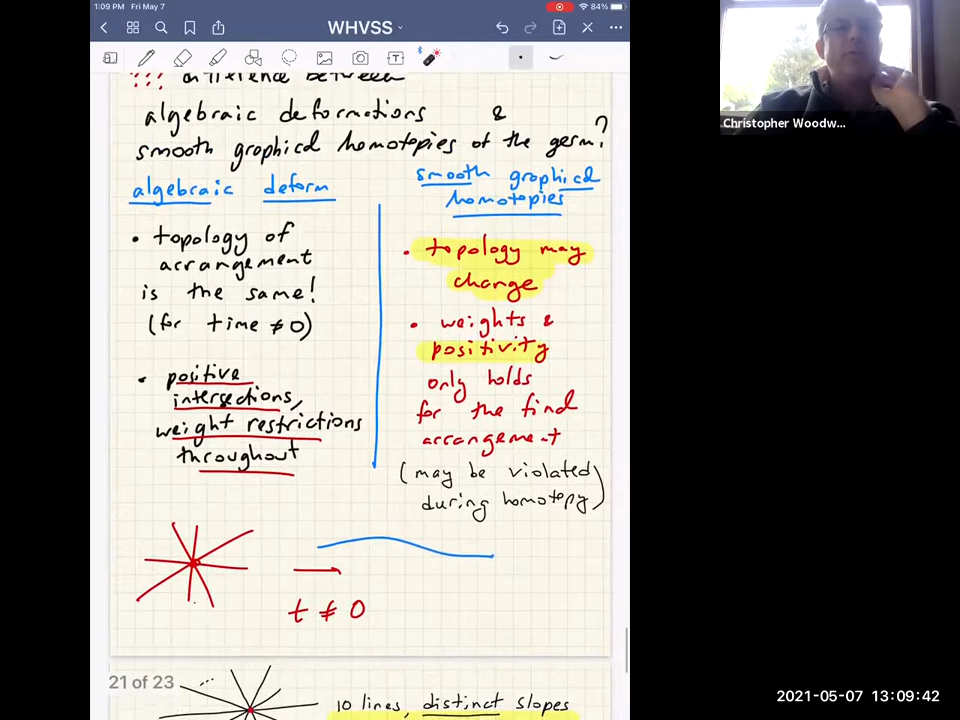 1:09 PM Fri May 7
84%
WHVSS
difference between
algebraic deformations &
smooth graphical homotopies of the germ?
algebraic deform
• topology of
arrangement
is the same!
(for time ≠ 0)
• positive
intersections,
weight restrictions
throughout
smooth graphical
homotopies
• topology may
change
• weights &
positivity
only holds
for the final
arrangement
(may be violated
during homotopy)
t ≠ 0
21 of 23
10 lines, distinct slopes
Christopher Woodw...
2021-05-07 13:09:42